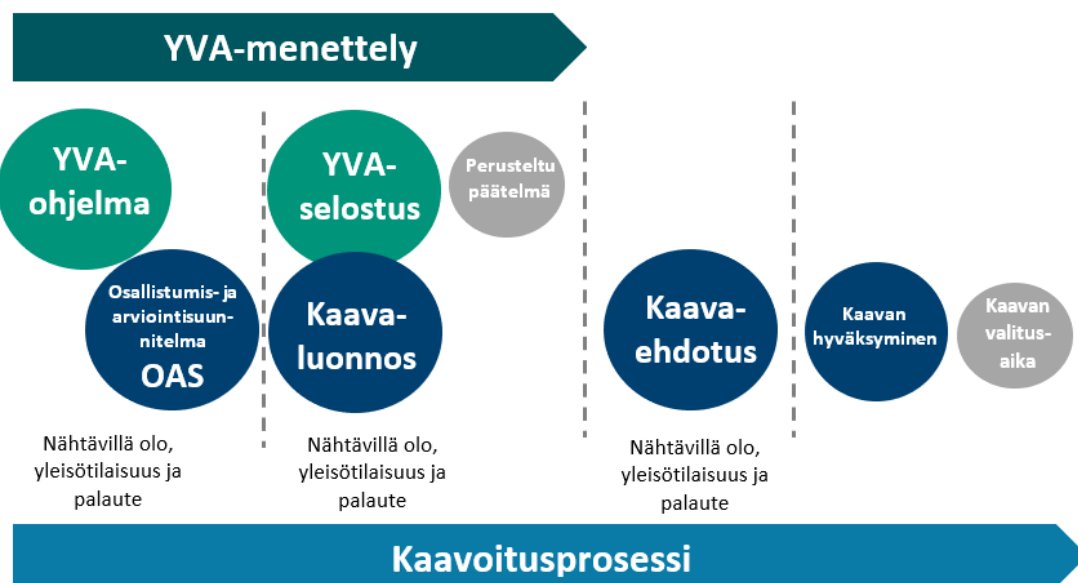 YVA-menettely
YVA-
ohjelma
YVA-
selostus
Perusteltu
päätelmä
Osallistumis- ja
arviointisuun-
nitelma
OAS
Kaava-
luonnos
Kaava-
ehdotus
Kaavan
hyväksyminen
Kaavan
valitus-
aika
Nähtävillä olo,
yleisötilaisuus ja
palaute
Nähtävillä olo,
yleisötilaisuus ja
palaute
Nähtävillä olo,
yleisötilaisuus ja
palaute
Kaavoitusprosessi